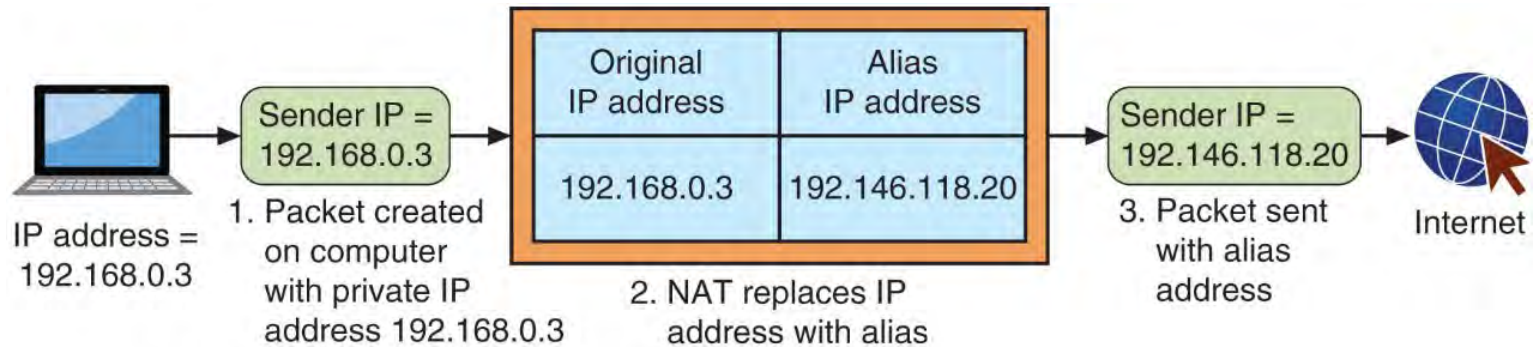 IP address =
192.168.0.3
Sender IP =
192.168.0.3
1. Packet created
on computer
with private IP
address 192.168.0.3
Original
IP address
Alias
IP address
192.168.0.3
192.146.118.20
2. NAT replaces IP
address with alias
Sender IP =
192.146.118.20
3. Packet sent
with alias
address
Internet